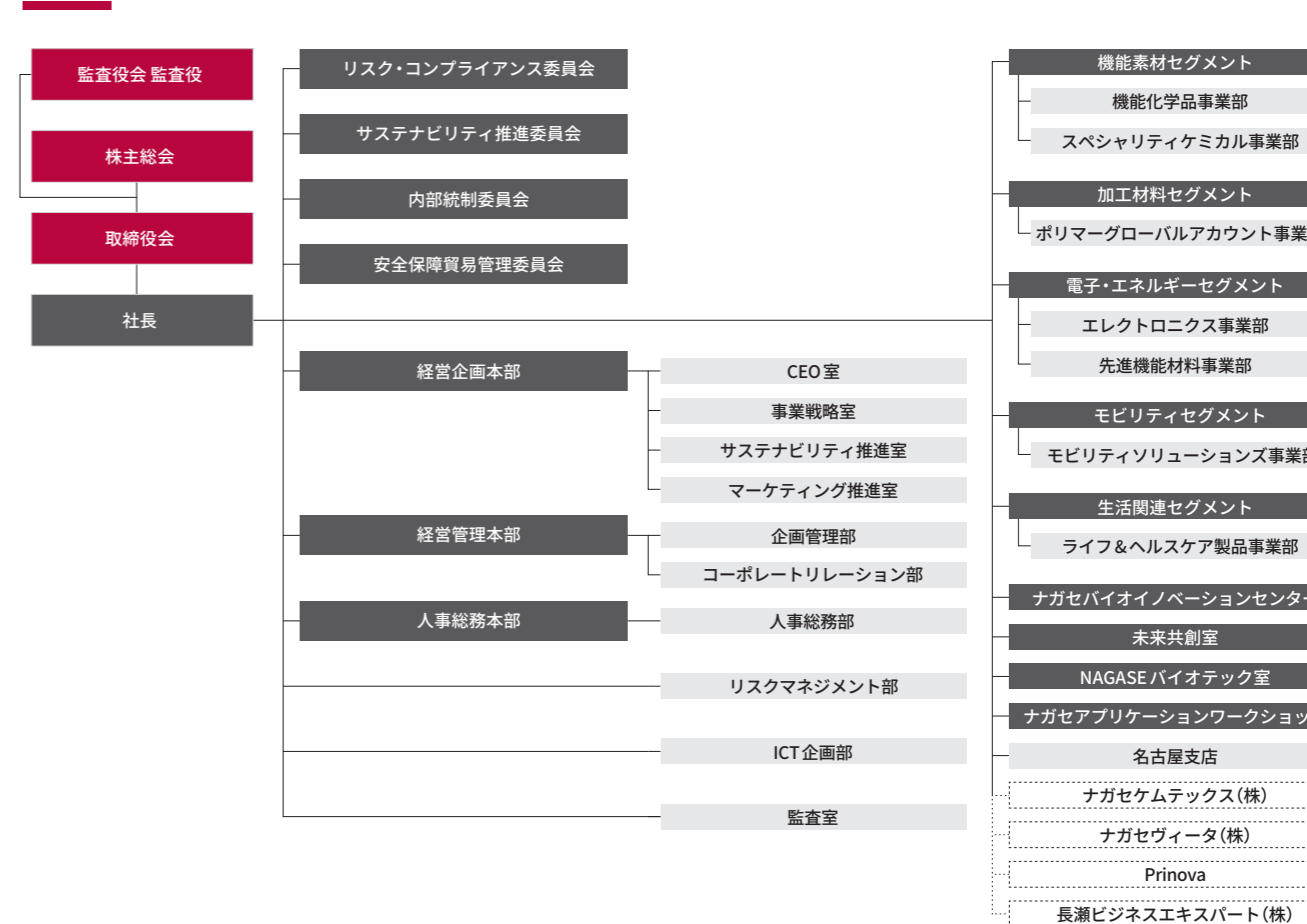 監査役会 監査役
株主総会
取締役会
社長
リスク・コンプライアンス委員会
サステナビリティ推進委員会
内部統制委員会
安全保障貿易管理委員会
経営企画本部
CEO室
事業戦略室
サステナビリティ推進室
マーケティング推進室
経営管理本部
企画管理部
コーポレートリレーション部
人事総務本部
人事総務部
リスクマネジメント部
ICT企画部
監査室
機能素材セグメント
機能化学品事業部
スペシャリティケミカル事業部
加工材料セグメント
ポリマーグローバルアカウント事業
電子・エネルギーセグメント
エレクトロニクス事業部
先進機能材料事業部
モビリティセグメント
モビリティソリューションズ事業部
生活関連セグメント
ライフ&ヘルスケア製品事業部
ナガセバイオイノベーションセンター
未来共創室
NAGASEバイオテック室
ナガセアプリケーションワークショッ
名古屋支店
ナガセケムテックス(株)
ナガセヴィータ(株)
Prinova
長瀬ビジネスエキスパート(株)